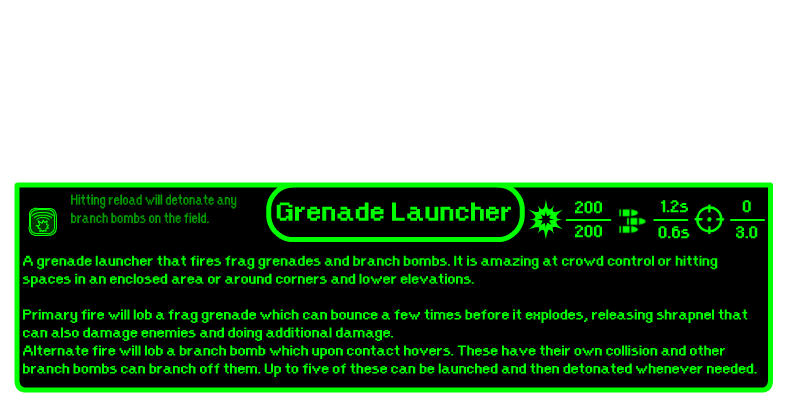 Hitting reload will detonate any
branch bombs on the field.
Grenade Launcher
200
200
1.2s
0.6s
0
3.0
A grenade launcher that fires frag grenades and branch bombs. It is amazing at crowd control or hitting
spaces in an enclosed area or around corners and lower elevations.
Primary fire will lob a frag grenade which can bounce a few times before it explodes, releasing shrapnel that
can also damage enemies and doing additional damage.
Alternate fire will lob a branch bomb which upon contact hovers. These have their own collision and other
branch bombs can branch off them. Up to five of these can be launched and then detonated whenever needed.